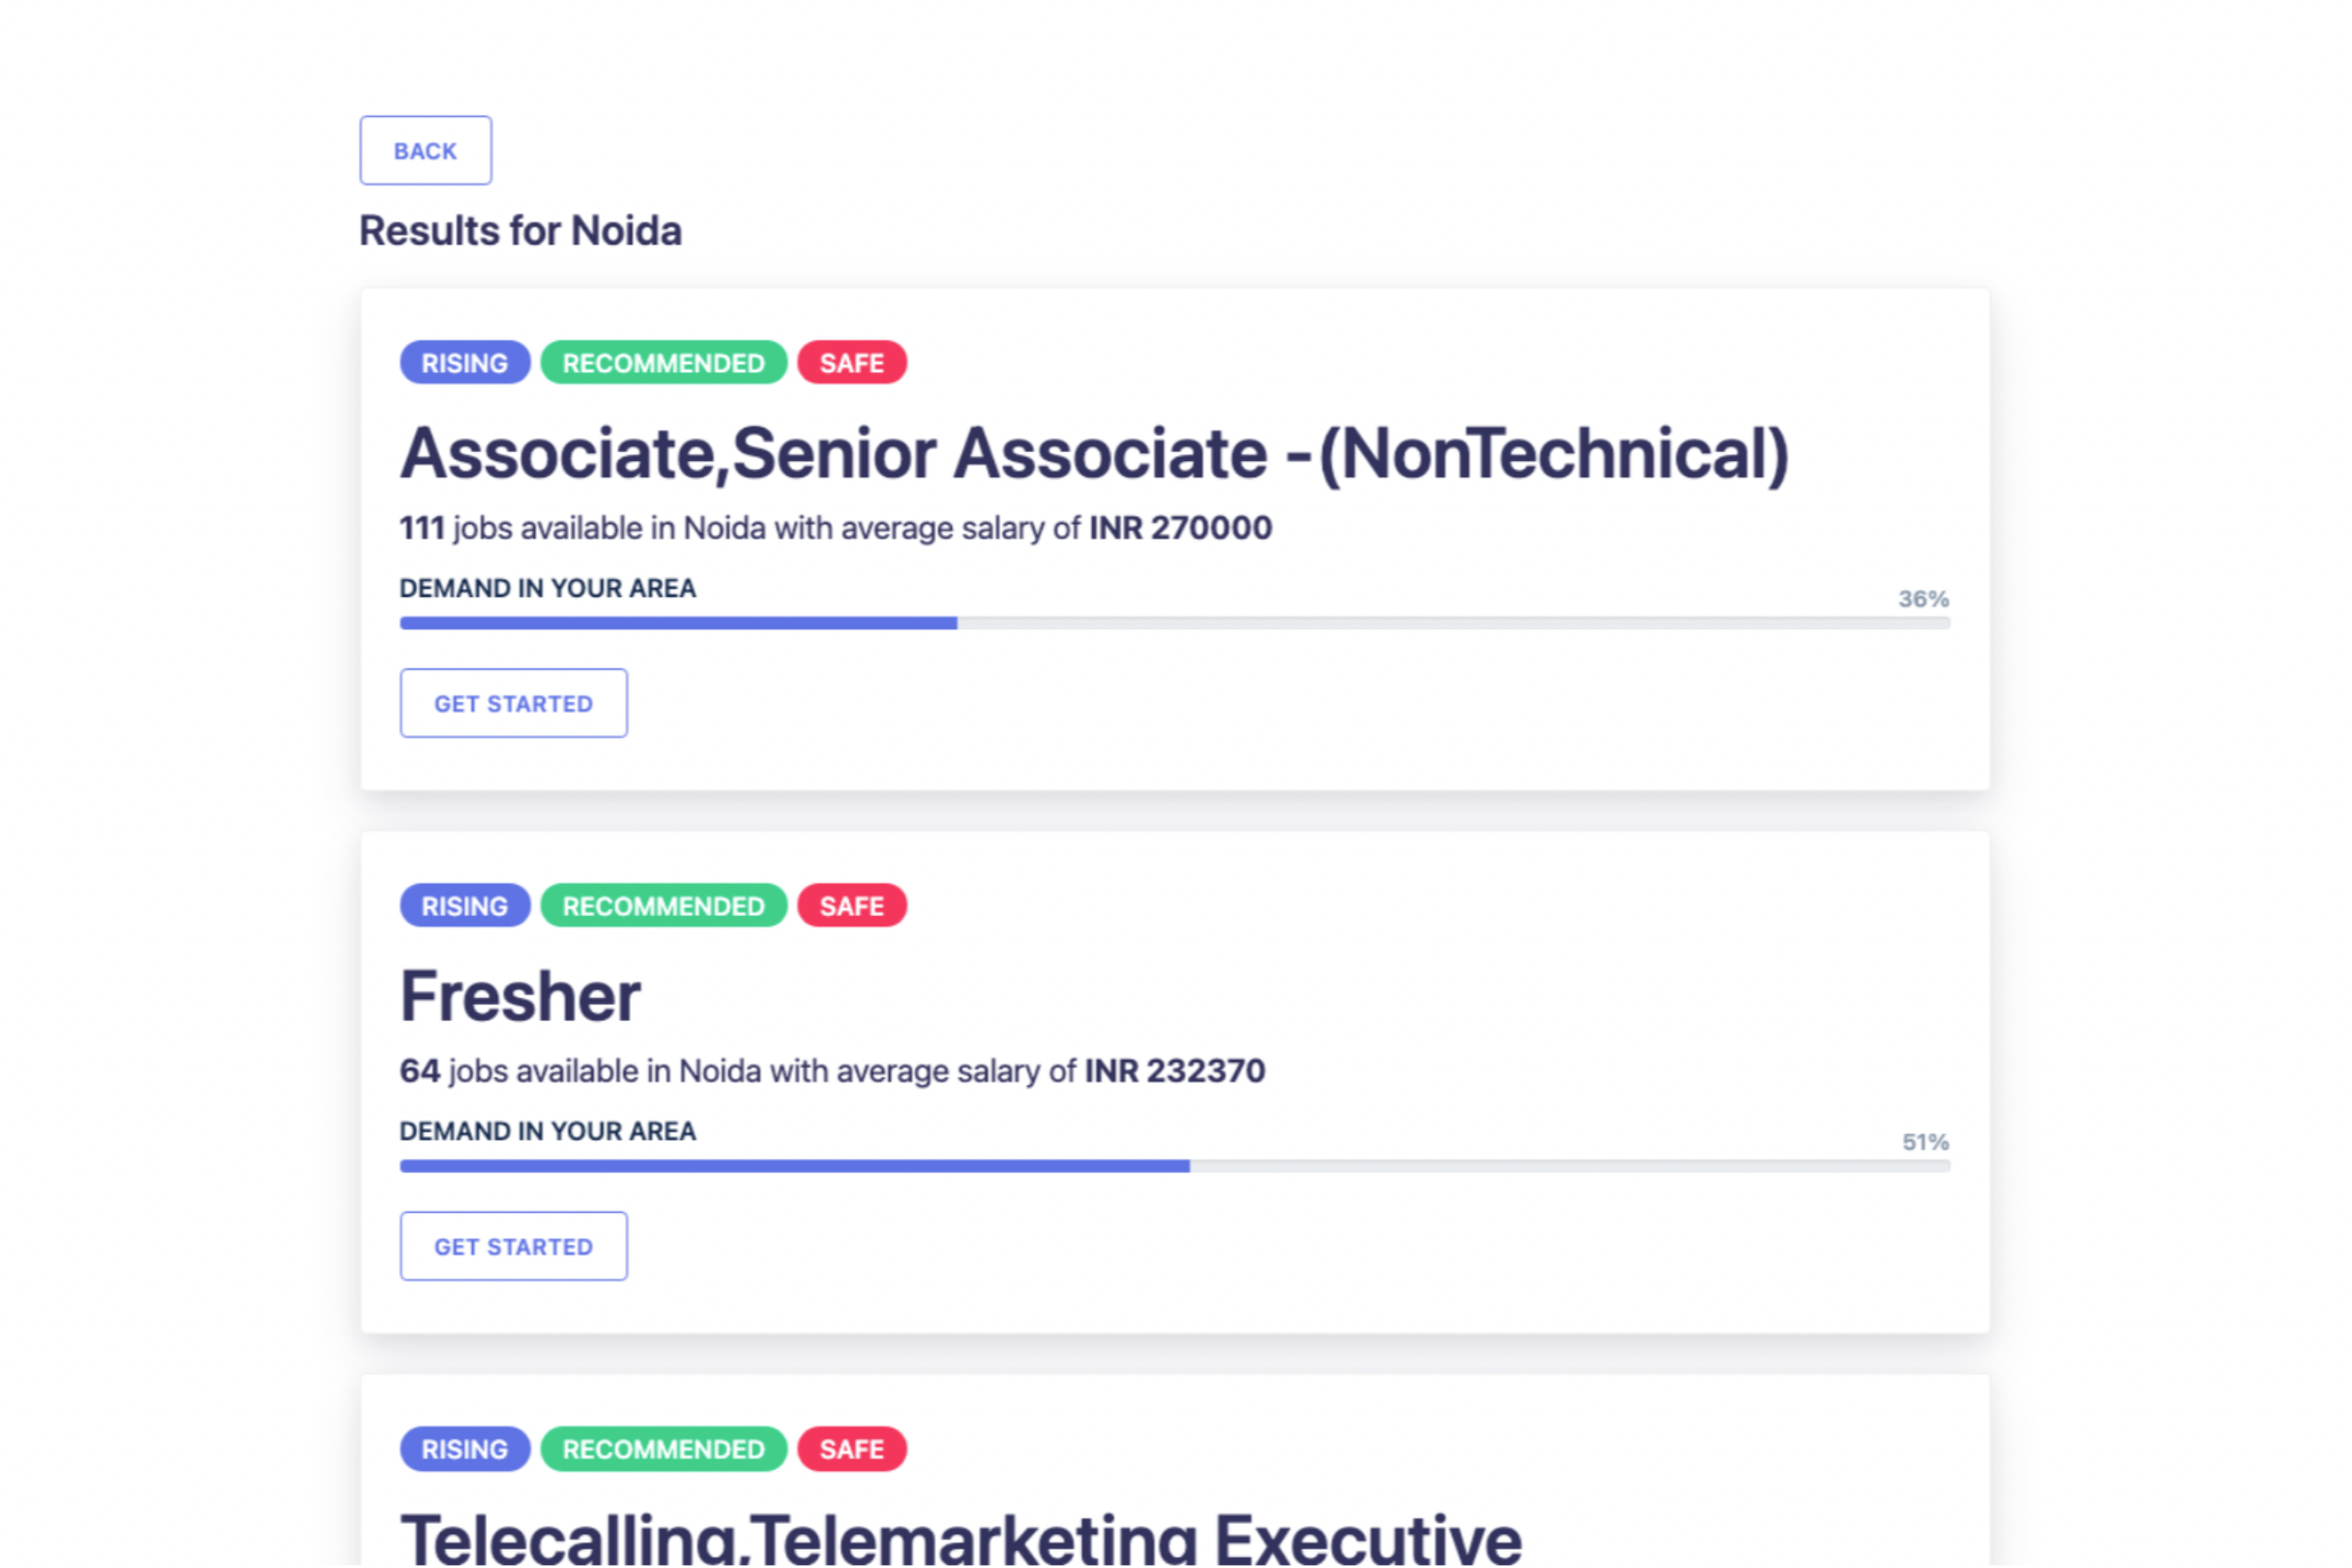 BACK
Results for Noida
RISING RECOMMENDED SAFE
Associate,Senior Associate -(NonTechnical)
111 jobs available in Noida with average salary of INR 270000
DEMAND IN YOUR AREA 36%
GET STARTED
RISING RECOMMENDED SAFE
Fresher
64 jobs available in Noida with average salary of INR 232370
DEMAND IN YOUR AREA 51%
GET STARTED
RISING RECOMMENDED SAFE
Telecalling,Telemarketing Executive